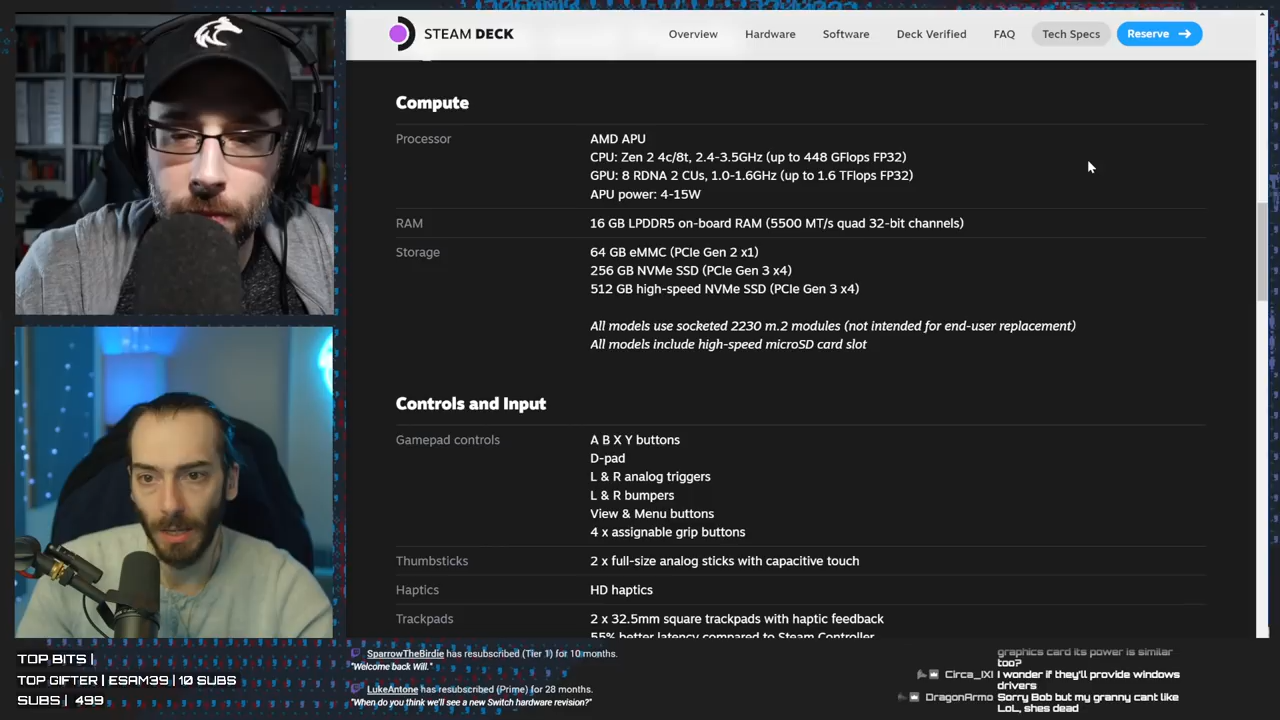 STEAM DECK
Overview
Hardware
Software
Deck Verified
FAQ
Tech Specs
Reserve
Compute
Processor
AMD APU
CPU: Zen 2 4c/8t, 2.4-3.5GHz (up to 448 GFlops FP32)
GPU: 8 RDNA 2 CUs, 1.0-1.6GHz (up to 1.6 TFlops FP32)
APU power: 4-15W
RAM
16 GB LPDDR5 on-board RAM (5500 MT/s quad 32-bit channels)
Storage
64 GB eMMC (PCIe Gen 2 x1)
256 GB NVMe SSD (PCIe Gen 3 x4)
512 GB high-speed NVMe SSD (PCIe Gen 3 x4)
All models use socketed 2230 m.2 modules (not intended for end-user replacement)
All models include high-speed microSD card slot
Controls and Input
Gamepad controls
A B X Y buttons
D-pad
L & R analog triggers
L & R bumpers
View & Menu buttons
4 x assignable grip buttons
Thumbsticks
2 x full-size analog sticks with capacitive touch
Haptics
HD haptics
Trackpads
2 x 32.5mm square trackpads with haptic feedback
55% better latency compared to Steam Controller
TOP BITS |
TOP GIFTER | ESAM39 | 10 SUBS
SUBS | 499
SparrowTheBirdie has resubscribed (Tier 1) for 10 months.
"Welcome back Will."
LukeAntone has resubscribed (Prime) for 28 months.
"When do you think we'll see a new Switch hardware revision?"
graphics card its power is similar
too?
Circa_IXI I wonder if they'll provide windows
drivers
DragonArmo Sorry Bob but my granny cant like
LoL, shes dead